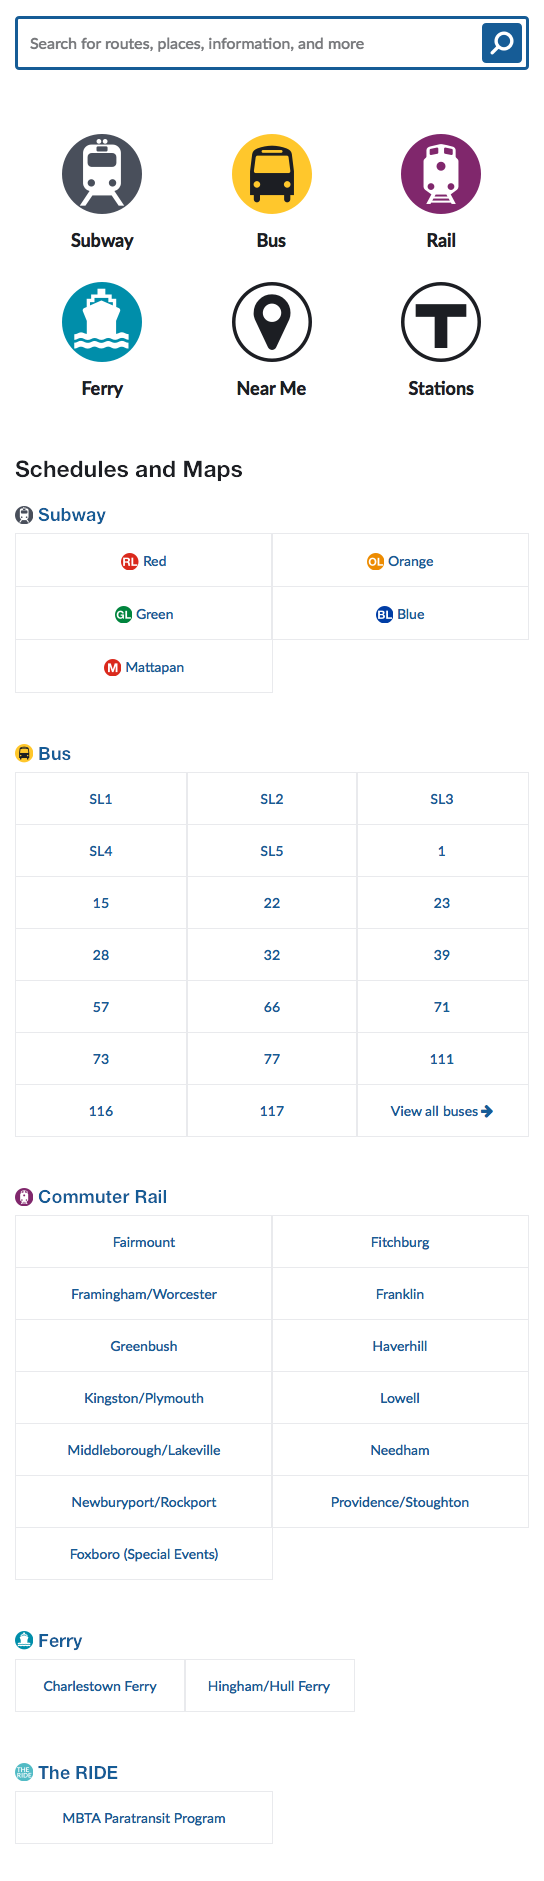 Search for routes, places, information, and more
Subway
Bus
Rail
Ferry
Near Me
T
Stations
Schedules and Maps
Subway
RL Red
OL Orange
GL Green
BL Blue
M Mattapan
Bus
SL1
SL2
SL3
SL4
SL5
1
15
22
23
28
32
39
57
66
71
73
77
111
116
117
View all buses
Commuter Rail
Fairmount
Fitchburg
Framingham/Worcester
Franklin
Greenbush
Haverhill
Kingston/Plymouth
Lowell
Middleborough/Lakeville
Needham
Newburyport/Rockport
Providence/Stoughton
Foxboro (Special Events)
Ferry
Charlestown Ferry
Hingham/Hull Ferry
THE
RIDE
The RIDE
MBTA Paratransit Program